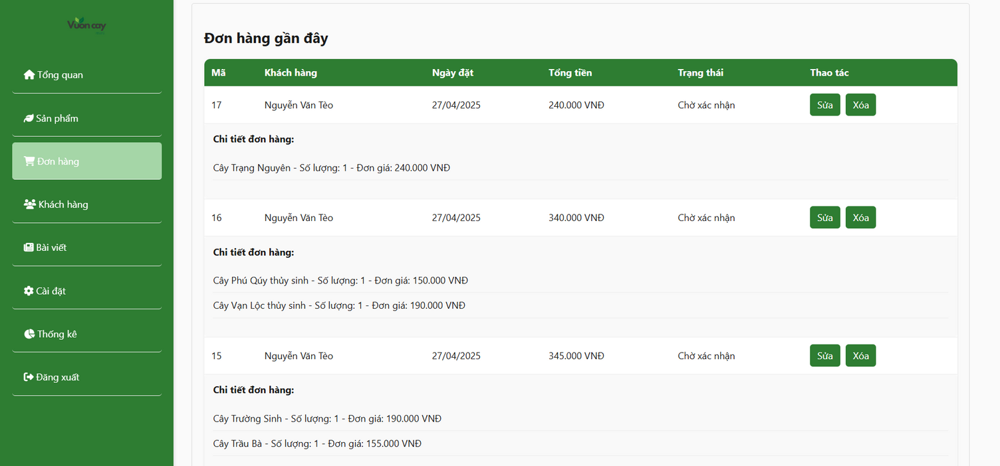 Vuon cay
Tổng quan
Sản phẩm
Đơn hàng
Khách hàng
Bài viết
Cài đặt
Thống kê
Đăng xuất
Đơn hàng gần đây
Mã Khách hàng Ngày đặt Tổng tiền Trạng thái Thao tác
17 Nguyễn Văn Tèo 27/04/2025 240.000 VNĐ Chờ xác nhận Sửa Xóa
Chi tiết đơn hàng:
Cây Trạng Nguyên - Số lượng: 1 - Đơn giá: 240.000 VNĐ
16 Nguyễn Văn Tèo 27/04/2025 340.000 VNĐ Chờ xác nhận Sửa Xóa
Chi tiết đơn hàng:
Cây Phú Qúy thủy sinh - Số lượng: 1 - Đơn giá: 150.000 VNĐ
Cây Vạn Lộc thủy sinh - Số lượng: 1 - Đơn giá: 190.000 VNĐ
15 Nguyễn Văn Tèo 27/04/2025 345.000 VNĐ Chờ xác nhận Sửa Xóa
Chi tiết đơn hàng:
Cây Trường Sinh - Số lượng: 1 - Đơn giá: 190.000 VNĐ
Cây Trầu Bà - Số lượng: 1 - Đơn giá: 155.000 VNĐ